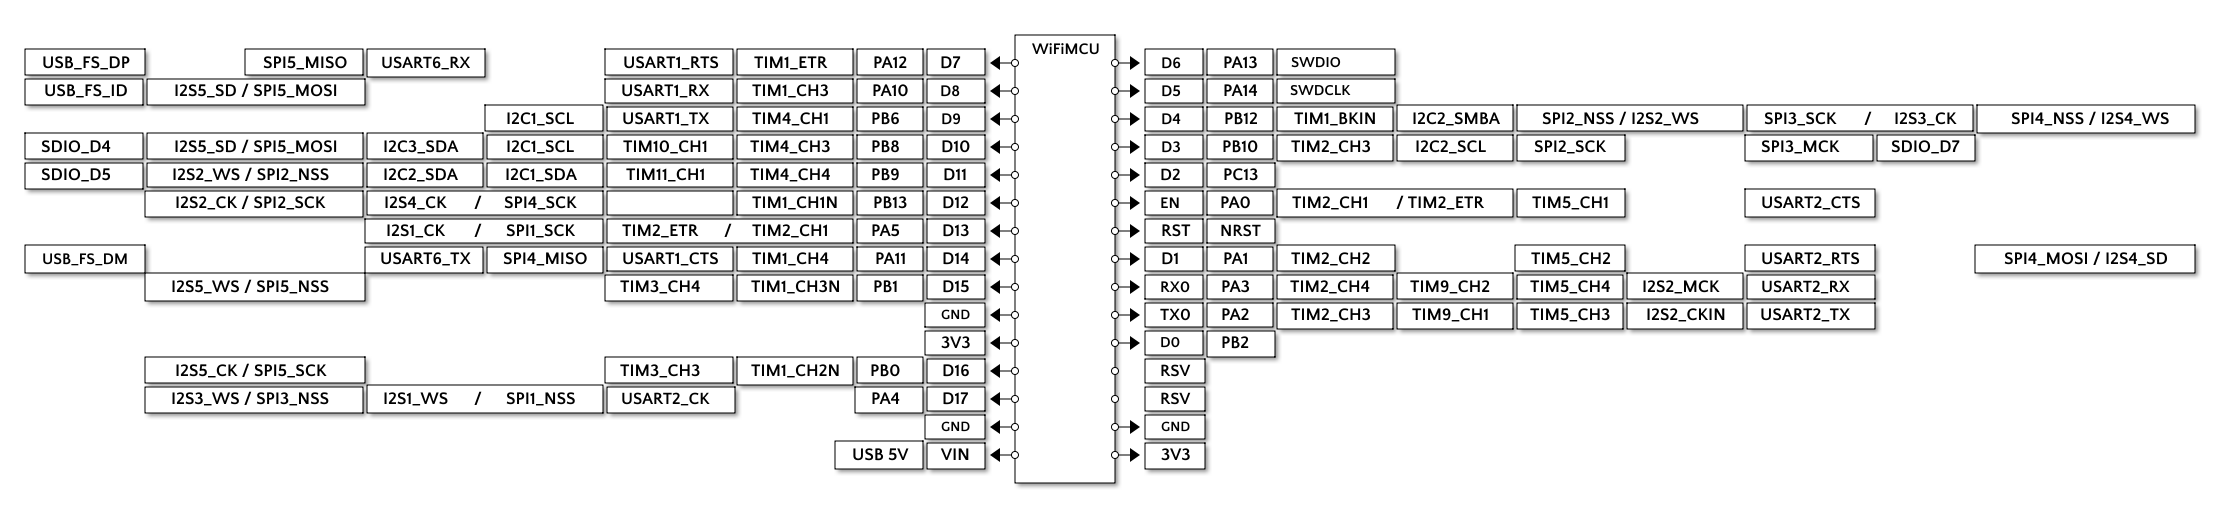 WiFiMCU
USB_FS_DP SPI5_MISO USART6_RX USART1_RTS TIM1_ETR PA12 D7 D6 PA13 SWDIO
USB_FS_ID I2S5_SD / SPI5_MOSI USART1_RX TIM1_CH3 PA10 D8 D5 PA14 SWDCLK
I2C1_SCL USART1_TX TIM4_CH1 PB6 D9 D4 PB12 TIM1_BKIN I2C2_SMBA SPI2_NSS / I2S2_WS SPI3_SCK / I2S3_CK SPI4_NSS / I2S4_WS
SDIO_D4 I2S5_SD / SPI5_MOSI I2C3_SDA I2C1_SCL TIM10_CH1 TIM4_CH3 PB8 D10 D3 PB10 TIM2_CH3 I2C2_SCL SPI2_SCK SPI3_MCK SDIO_D7
SDIO_D5 I2S2_WS / SPI2_NSS I2C2_SDA I2C1_SDA TIM11_CH1 TIM4_CH4 PB9 D11 D2 PC13
I2S2_CK / SPI2_SCK I2S4_CK / SPI4_SCK TIM1_CH1N PB13 D12 EN PA0 TIM2_CH1 / TIM2_ETR TIM5_CH1 USART2_CTS
I2S1_CK / SPI1_SCK TIM2_ETR / TIM2_CH1 PA5 D13 RST NRST
USB_FS_DM USART6_TX SPI4_MISO USART1_CTS TIM1_CH4 PA11 D14 D1 PA1 TIM2_CH2 TIM5_CH2 USART2_RTS SPI4_MOSI / I2S4_SD
I2S5_WS / SPI5_NSS TIM3_CH4 TIM1_CH3N PB1 D15 RX0 PA3 TIM2_CH4 TIM9_CH2 TIM5_CH4 I2S2_MCK USART2_RX
GND TX0 PA2 TIM2_CH3 TIM9_CH1 TIM5_CH3 I2S2_CKIN USART2_TX
3V3 D0 PB2
I2S5_CK / SPI5_SCK TIM3_CH3 TIM1_CH2N PB0 D16 RSV
I2S3_WS / SPI3_NSS I2S1_WS / SPI1_NSS USART2_CK PA4 D17 RSV
GND GND
USB 5V VIN 3V3